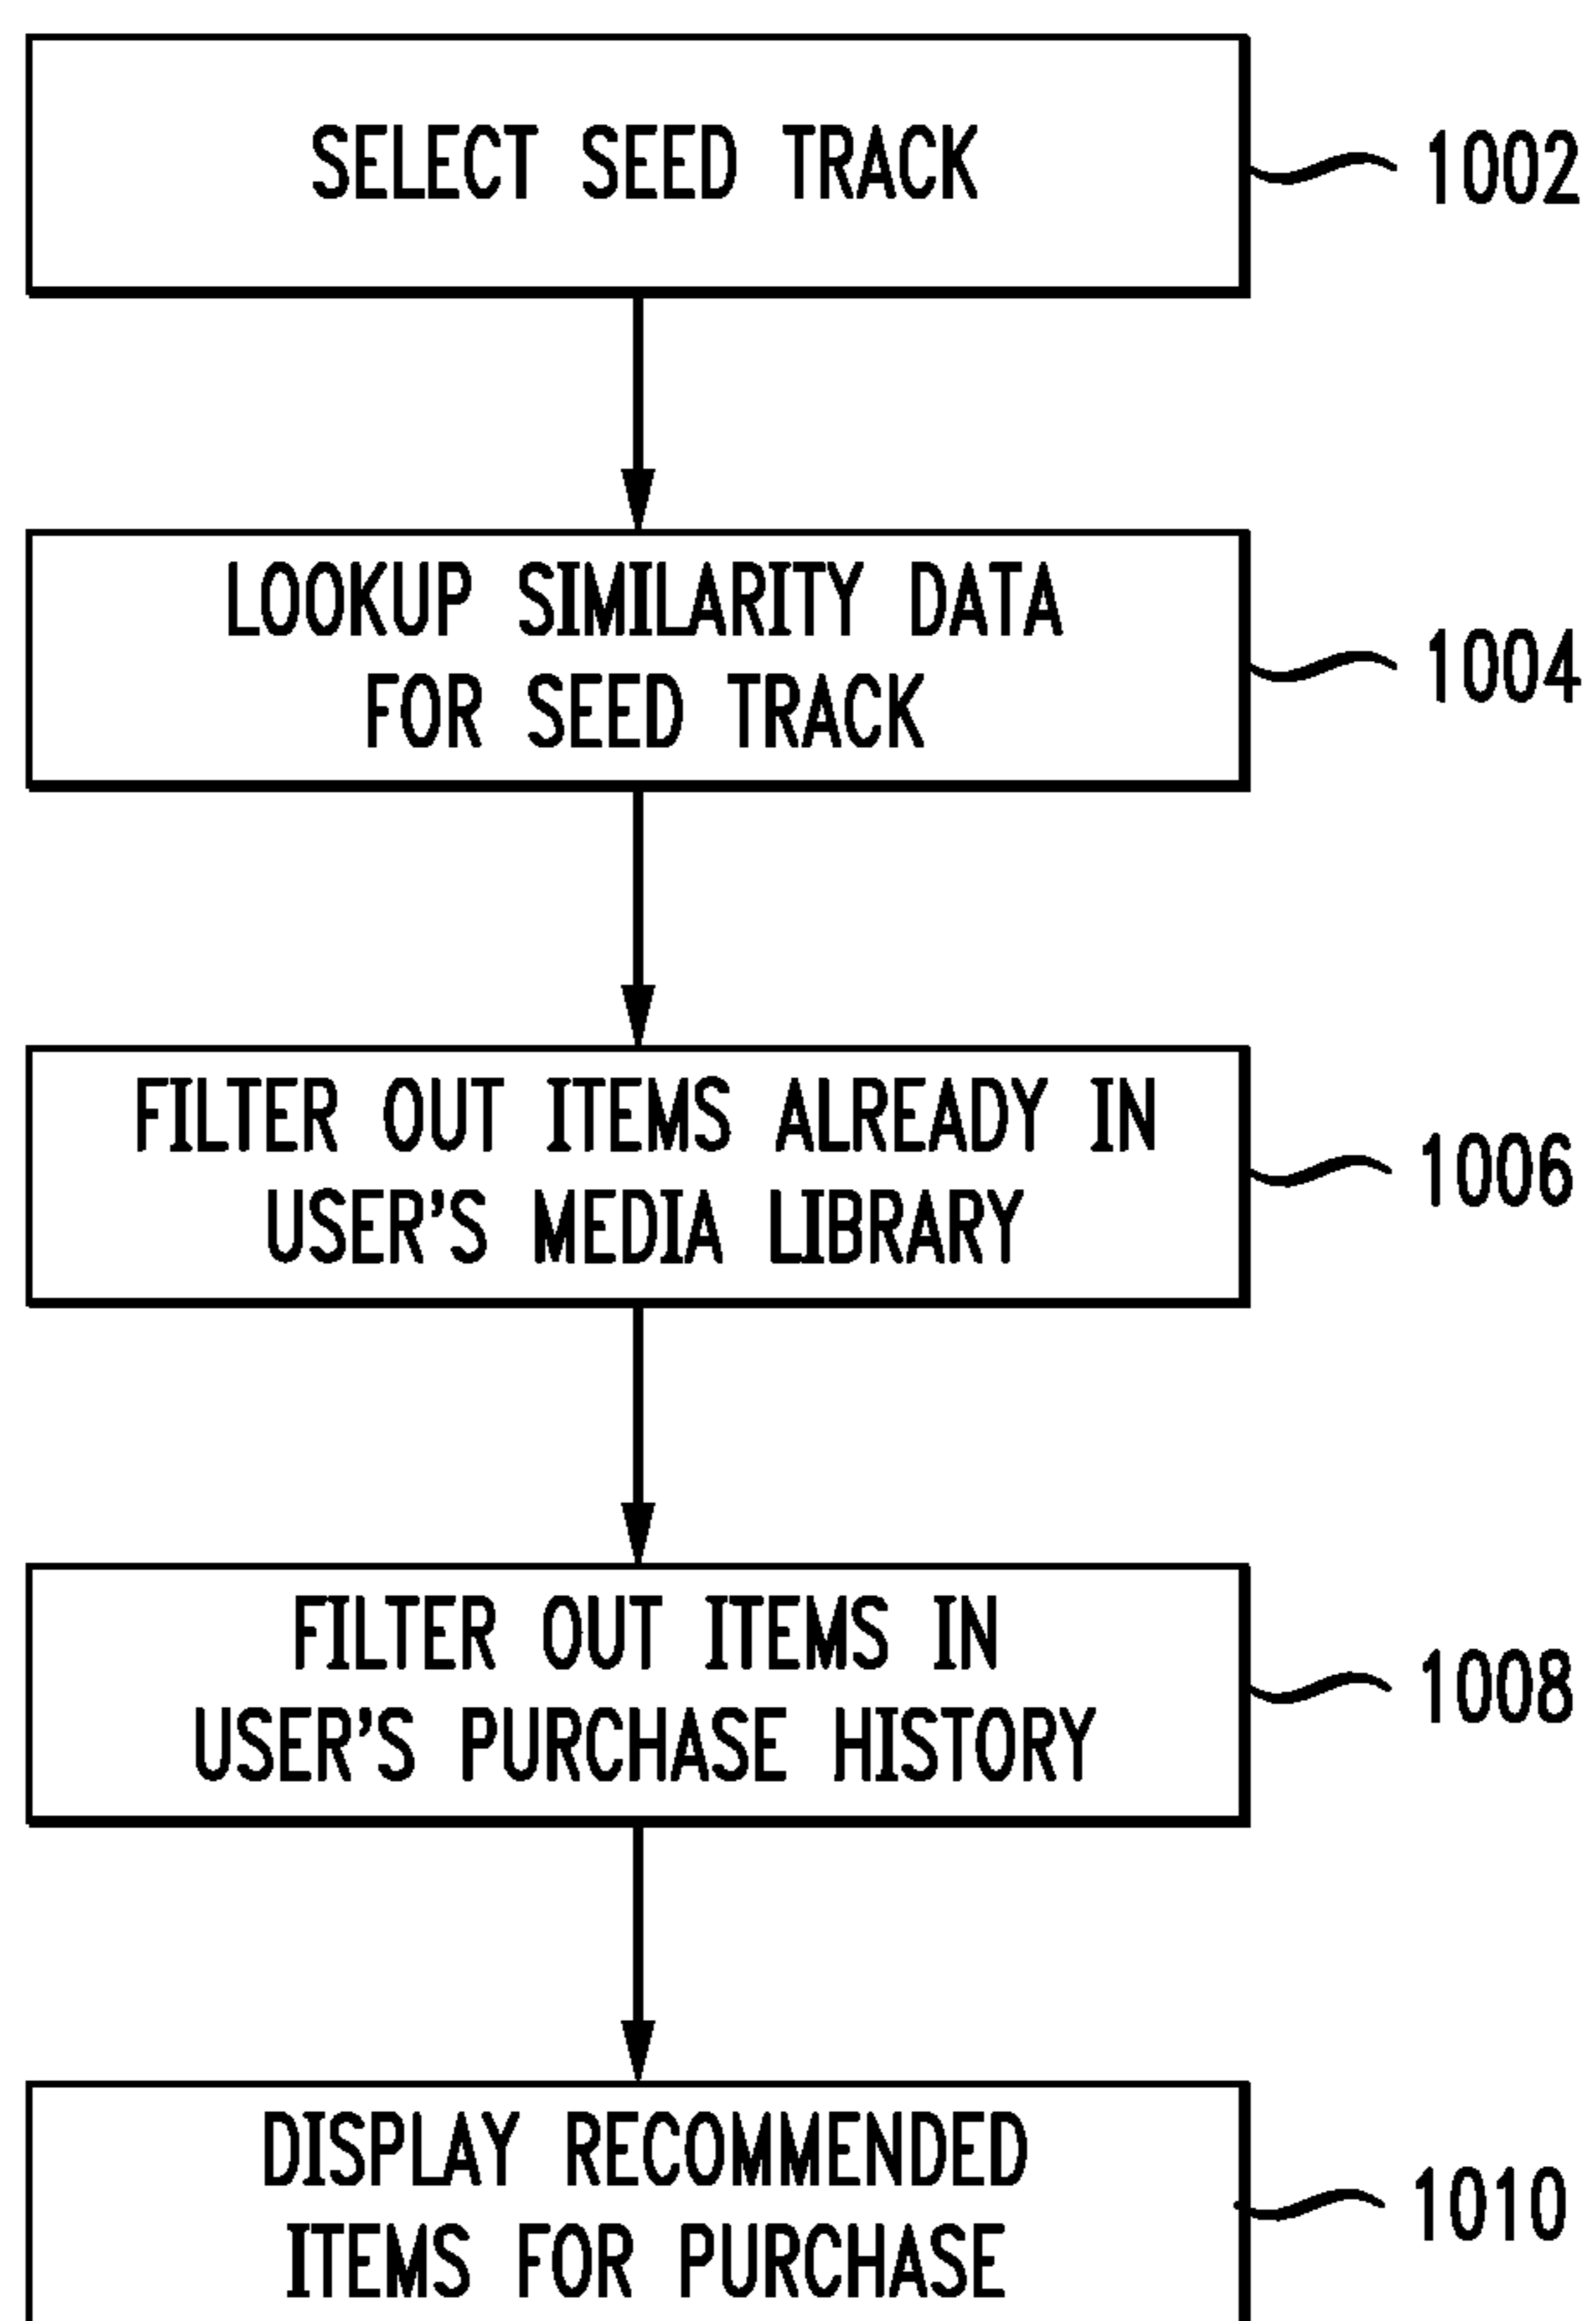 SELECT SEED TRACK
1002
LOOKUP SIMILARITY DATA
FOR SEED TRACK
1004
FILTER OUT ITEMS ALREADY IN
USER'S MEDIA LIBRARY
1006
FILTER OUT ITEMS IN
USER'S PURCHASE HISTORY
1008
DISPLAY RECOMMENDED
ITEMS FOR PURCHASE
1010